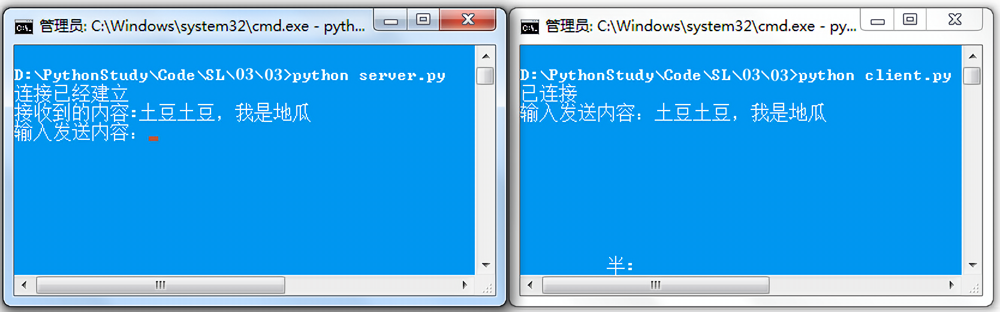 管理员: C:\Windows\system32\cmd.exe - pyth...
D:\PythonStudy\Code\SL\03\03>python server.py
连接已经建立
接收到的内容:土豆土豆，我是地瓜
输入发送内容：
管理员: C:\Windows\system32\cmd.exe - py...
D:\PythonStudy\Code\SL\03\03>python client.py
已连接
输入发送内容：土豆土豆，我是地瓜
半：